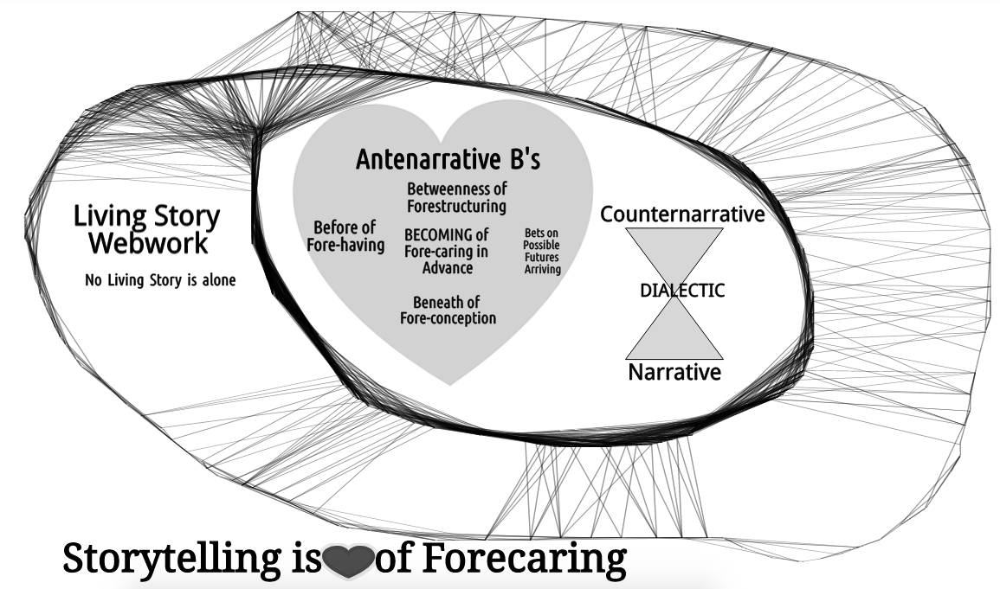 Antenarrative B's
Betweenness of
Forestructuring
Before of
Fore-having
BECOMING of
Fore-caring in
Advance
Bets on
Possible
Futures
Arriving
Beneath of
Fore-conception
Living Story
Webwork
No Living Story is alone
Counternarrative
DIALECTIC
Narrative
Storytelling is of Forecaring